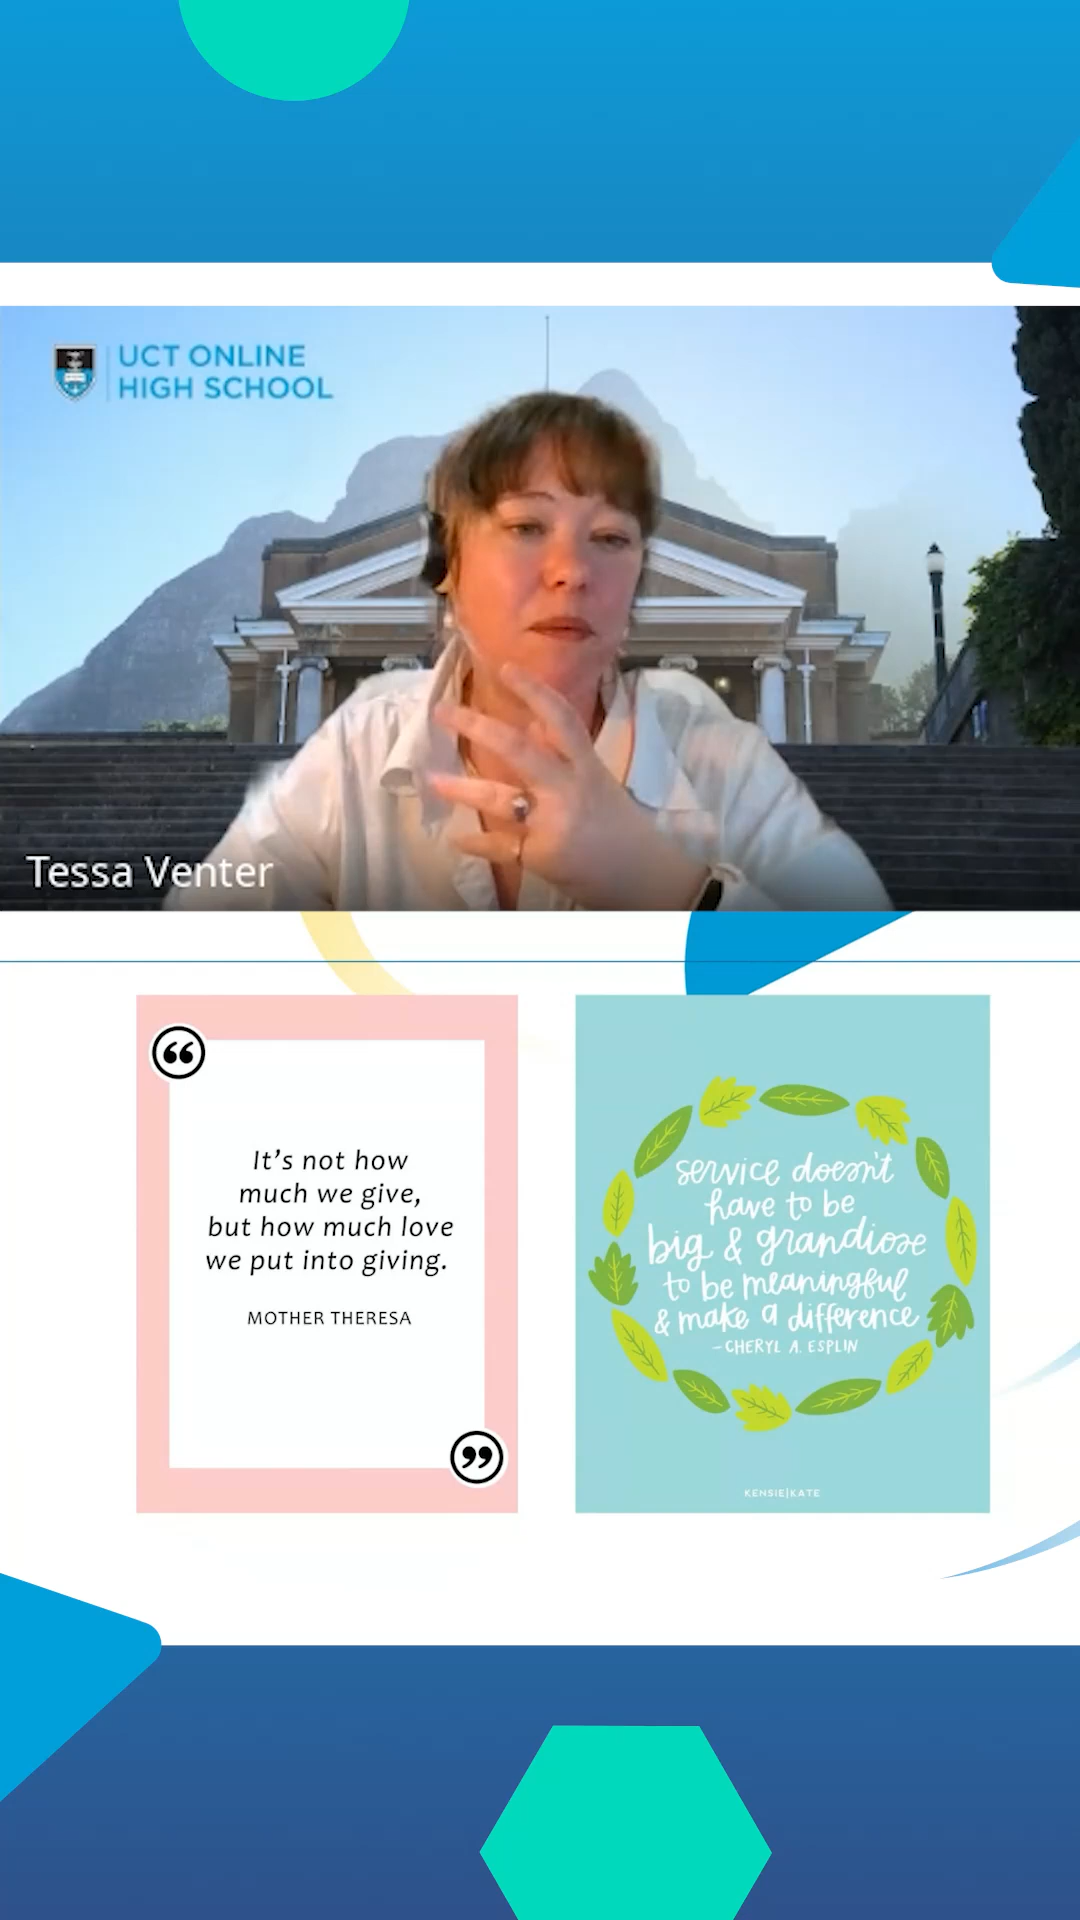 UCT ONLINE
HIGH SCHOOL
Tessa Venter
It's not how
much we give,
but how much love
we put into giving.
MOTHER THERESA
service doesn't
have to be
big & grandiose
to be meaningful
& make a difference
-CHERYL A. ESPLIN
KENSIE|KATE